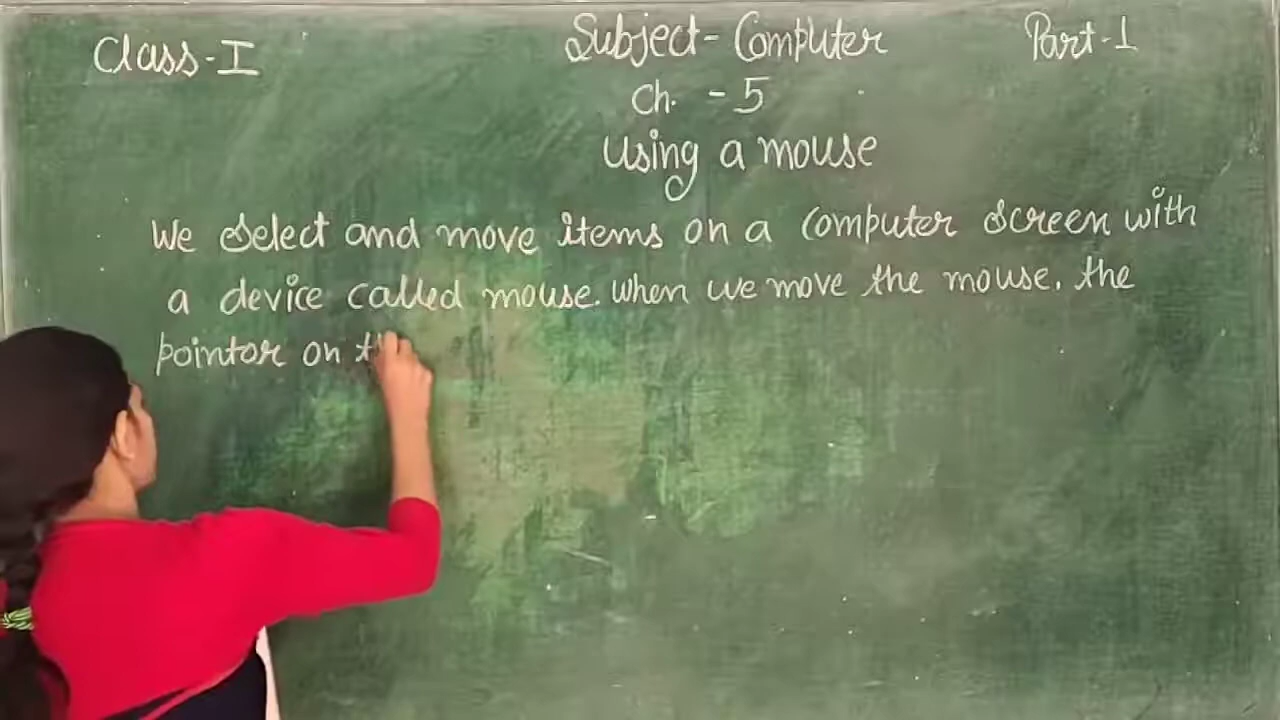 Class-I Subject- Computer Part-1
Ch. - 5
Using a mouse
We select and move items on a computer screen with
a device called mouse. When we move the mouse. the
pointor on